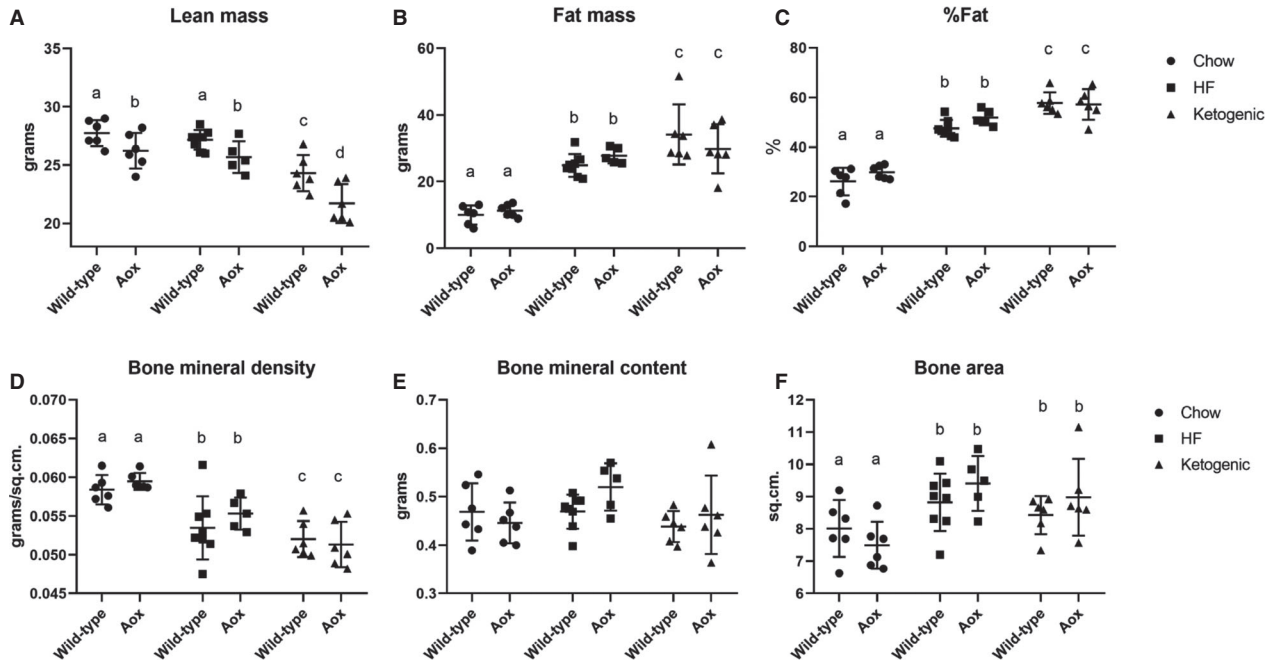 A
Lean mass
grams
35
30
25
20
a
b
a
b
c
d
Wild-type
Aox
Wild-type
Aox
Wild-type
Aox
B
Fat mass
grams
60
40
20
0
a
a
b
b
c
c
Wild-type
Aox
Wild-type
Aox
Wild-type
Aox
C
%Fat
%
80
60
40
20
0
a
a
b
b
c
c
Wild-type
Aox
Wild-type
Aox
Wild-type
Aox
Chow
HF
Ketogenic
D
Bone mineral density
grams/sq.cm.
0.070
0.065
0.060
0.055
0.050
0.045
a
a
b
b
c
c
Wild-type
Aox
Wild-type
Aox
Wild-type
Aox
E
Bone mineral content
grams
0.7
0.6
0.5
0.4
0.3
Wild-type
Aox
Wild-type
Aox
Wild-type
Aox
F
Bone area
sq.cm.
12
11
10
9
8
7
6
a
a
b
b
b
b
Wild-type
Aox
Wild-type
Aox
Wild-type
Aox
Chow
HF
Ketogenic